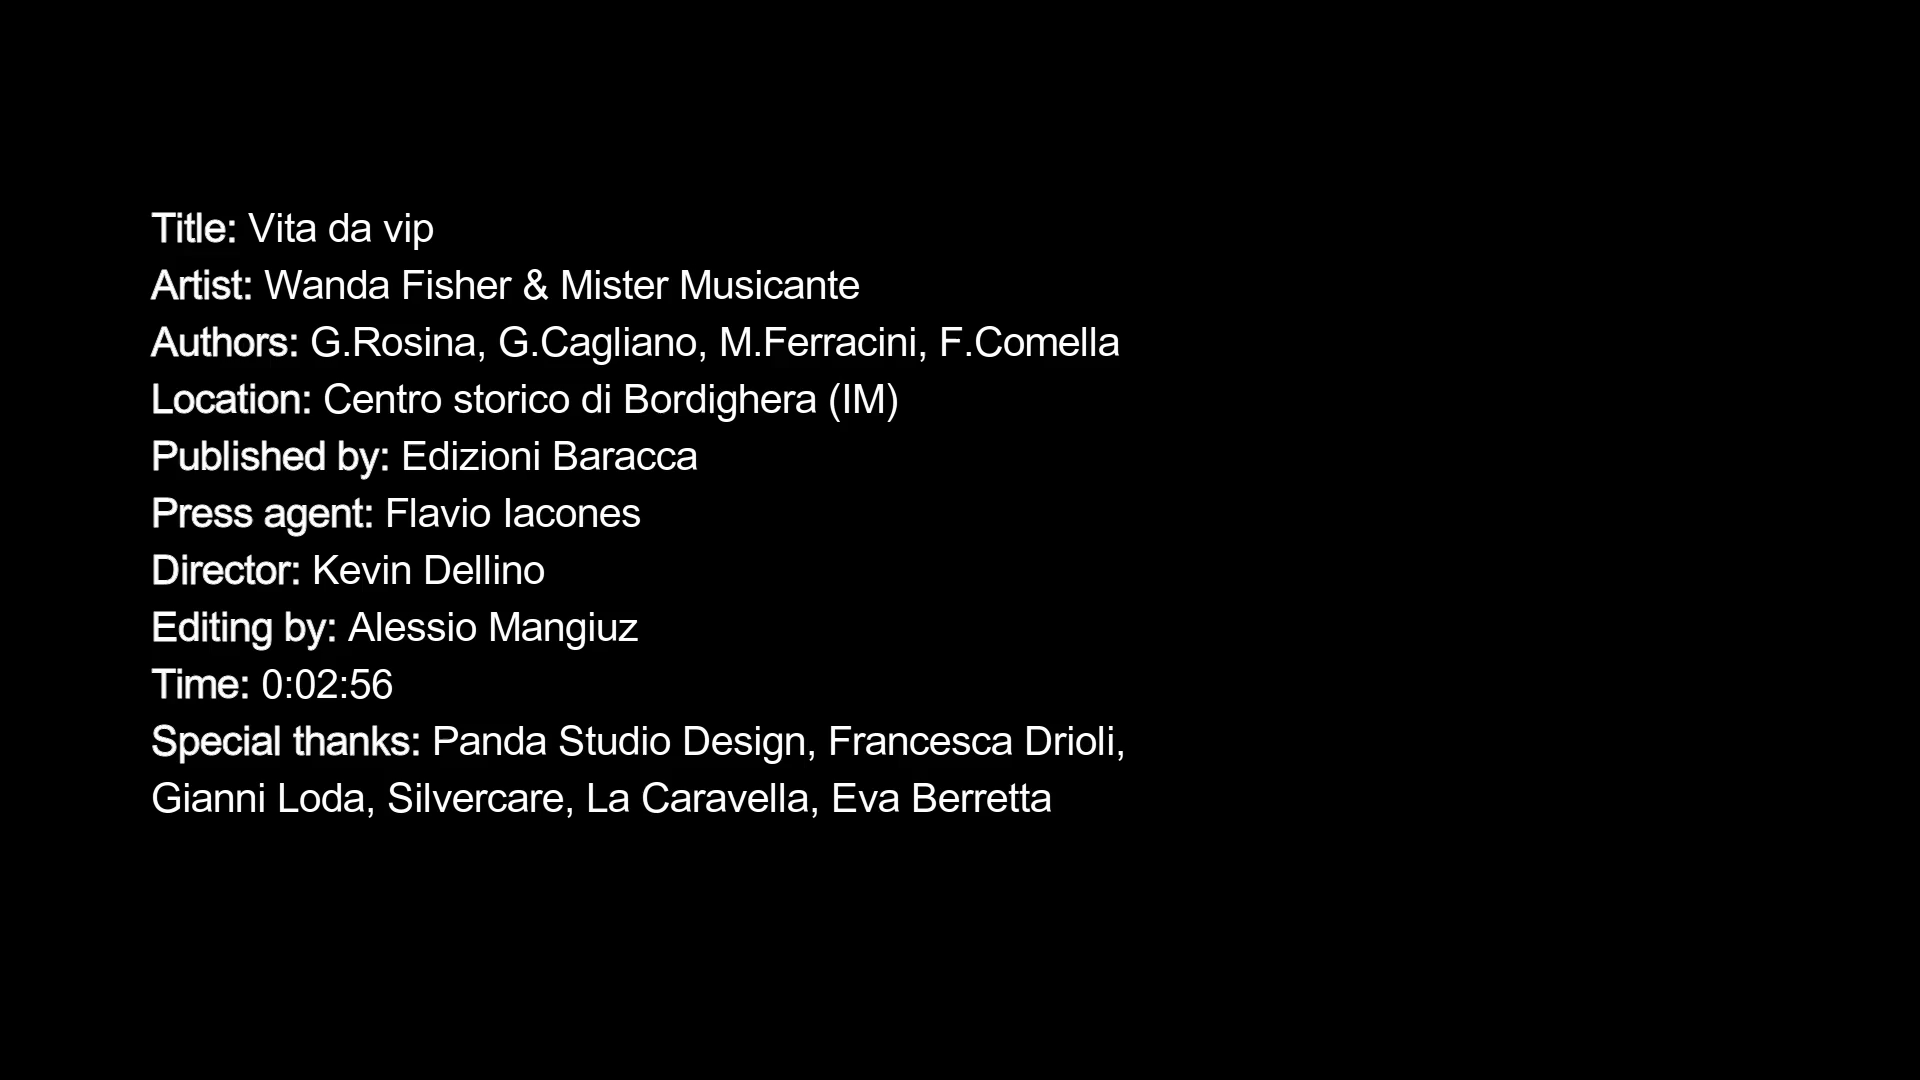 Title: Vita da vip
Artist: Wanda Fisher & Mister Musicante
Authors: G.Rosina, G.Cagliano, M.Ferracini, F.Comella
Location: Centro storico di Bordighera (IM)
Published by: Edizioni Baracca
Press agent: Flavio Iacones
Director: Kevin Dellino
Editing by: Alessio Mangiuz
Time: 0:02:56
Special thanks: Panda Studio Design, Francesca Drioli,
Gianni Loda, Silvercare, La Caravella, Eva Berretta